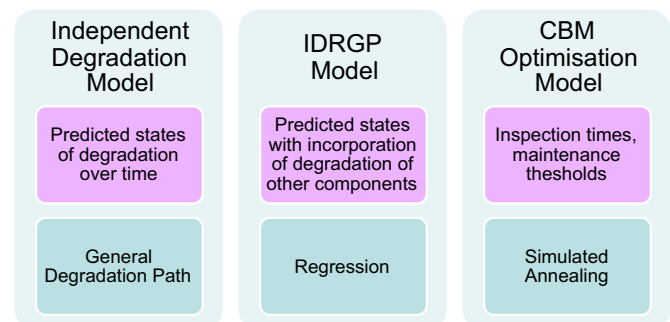 Independent
Degradation
Model
Predicted states
of degradation
over time
General
Degradation Path
IDRGP
Model
Predicted states
with incorporation
of degradation of
other components
Regression
CBM
Optimisation
Model
Inspection times,
maintenance
thesholds
Simulated
Annealing